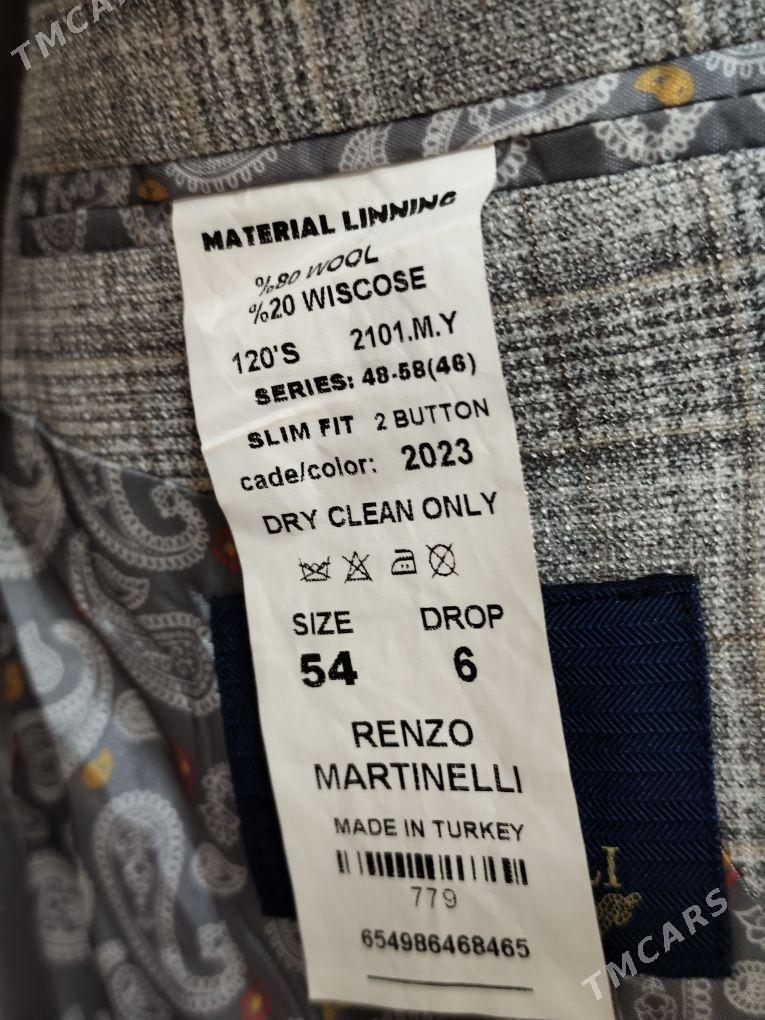 TMCARS
MATERIAL LINNING
%80 WOOL
%20 WISCOSE
120'S 2101.M.Y
SERIES: 48-58(46)
SLIM FIT 2 BUTTON
cade/color: 2023
DRY CLEAN ONLY
SIZE DROP
54 6
RENZO
MARTINELLI
MADE IN TURKEY
779
654986468465
LI
TMCARS